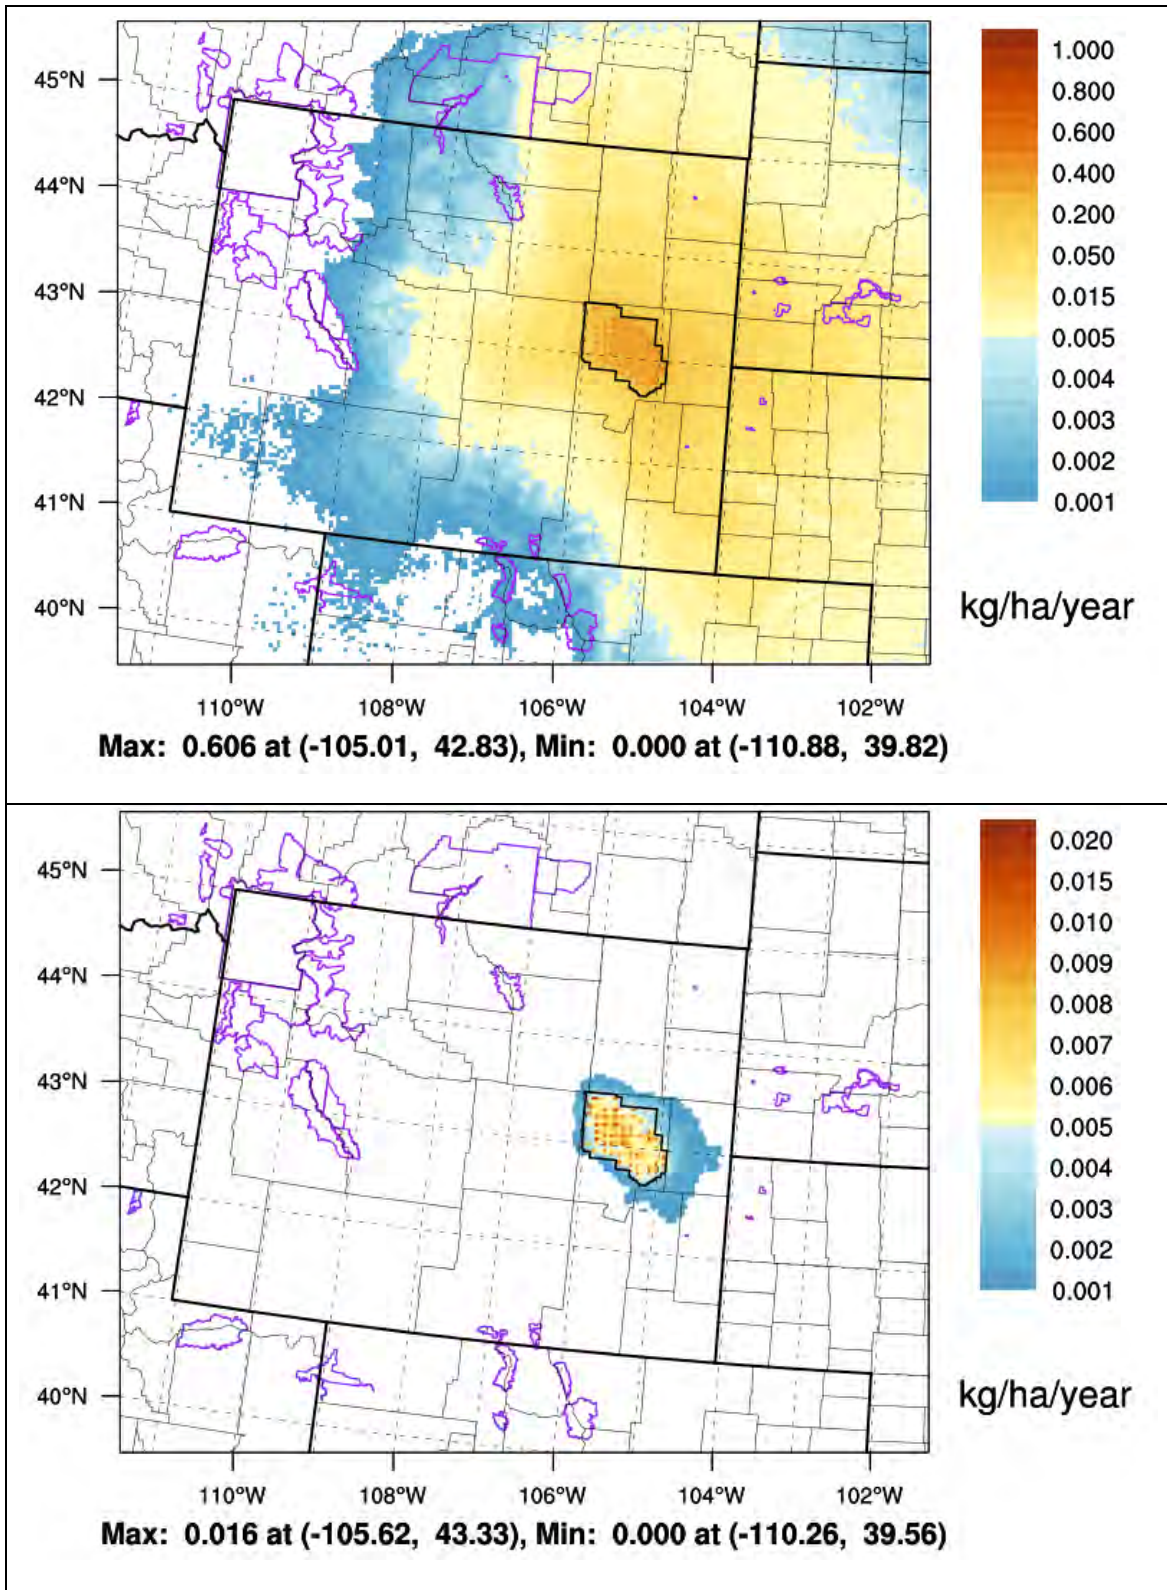 45°N
44°N
43°N
42°N
41°N
40°N
110°W 108°W 106°W 104°W 102°W
1.000
0.800
0.600
0.400
0.200
0.050
0.015
0.005
0.004
0.003
0.002
0.001
kg/ha/year
Max: 0.606 at (-105.01, 42.83), Min: 0.000 at (-110.88, 39.82)
45°N
44°N
43°N
42°N
41°N
40°N
110°W 108°W 106°W 104°W 102°W
0.020
0.015
0.010
0.009
0.008
0.007
0.006
0.005
0.004
0.003
0.002
0.001
kg/ha/year
Max: 0.016 at (-105.62, 43.33), Min: 0.000 at (-110.26, 39.56)